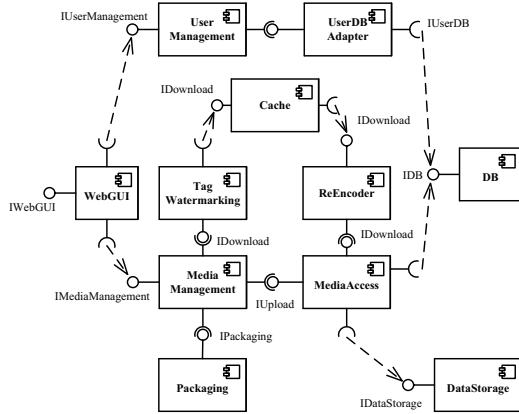 IUserManagement
User
Management
UserDB
Adapter
IUserDB
IDownload
Cache
IDownload
WebGUI
IWebGUI
Tag
Watermarking
ReEncoder
IDB
DB
IDownload
IDownload
IMediaManagement
Media
Management
IUpload
MediaAccess
IPackaging
Packaging
IDataStorage
DataStorage